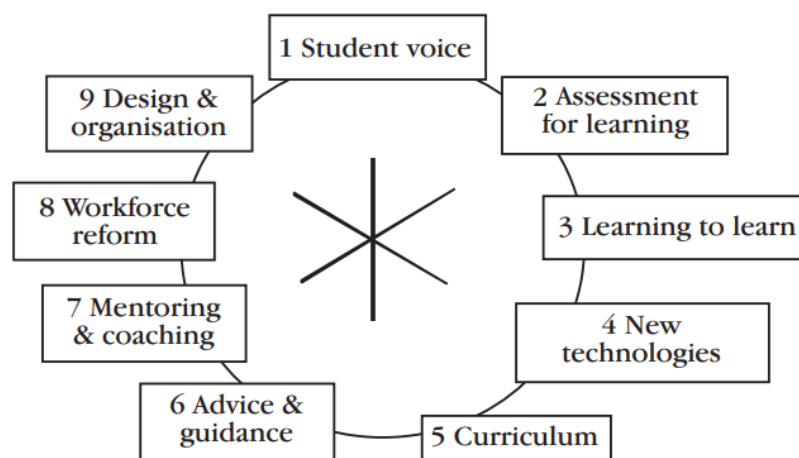 1 Student voice
2 Assessment
for learning
3 Learning to learn
4 New
technologies
5 Curriculum
6 Advice &
guidance
7 Mentoring
& coaching
8 Workforce
reform
9 Design &
organisation